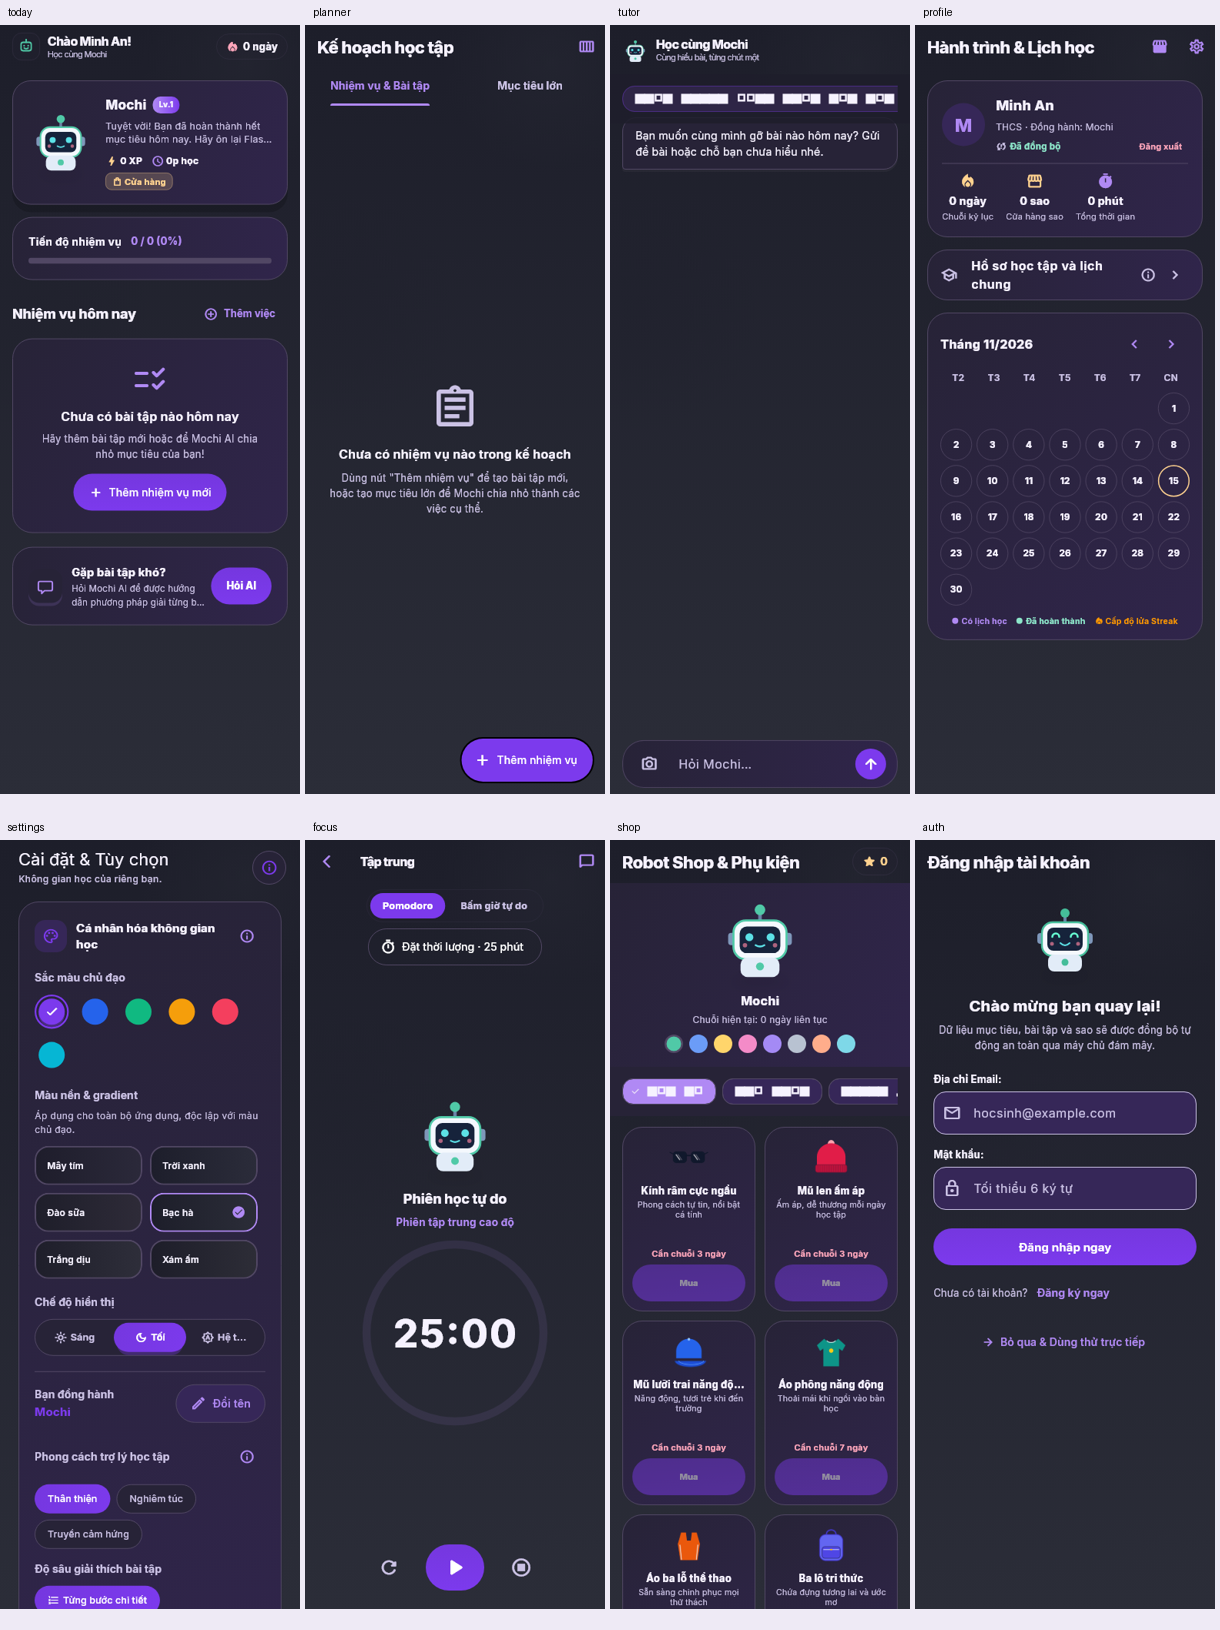 today
Chào Minh An!
Học cùng Mochi
0 ngày
Mochi
Lv.1
Tuyệt vời! Bạn đã hoàn thành hết
mục tiêu hôm nay. Hãy ôn lại Flas...
0 XP
0p học
Cửa hàng
Tiến độ nhiệm vụ
0 / 0 (0%)
Nhiệm vụ hôm nay
Thêm việc
Chưa có bài tập nào hôm nay
Hãy thêm bài tập mới hoặc để Mochi AI chia
nhỏ mục tiêu của bạn!
Thêm nhiệm vụ mới
Gặp bài tập khó?
Hỏi Mochi AI để được hướng
dẫn phương pháp giải từng b...
Hỏi AI
planner
Kế hoạch học tập
Nhiệm vụ & Bài tập
Mục tiêu lớn
Chưa có nhiệm vụ nào trong kế hoạch
Dùng nút "Thêm nhiệm vụ" để tạo bài tập mới,
hoặc tạo mục tiêu lớn để Mochi chia nhỏ thành các
việc cụ thể.
Thêm nhiệm vụ
tutor
Học cùng Mochi
Cùng hiểu bài, từng chút một
Bạn muốn cùng mình gỡ bài nào hôm nay? Gửi
đề bài hoặc chỗ bạn chưa hiểu nhé.
Hỏi Mochi...
profile
Hành trình & Lịch học
M
Minh An
THCS · Đồng hành: Mochi
Đã đồng bộ
Đăng xuất
0 ngày
0 sao
0 phút
Chuỗi kỷ lục
Cửa hàng sao
Tổng thời gian
Hồ sơ học tập và lịch
chung
Tháng 11/2026
T2 T3 T4 T5 T6 T7 CN
1
2 3 4 5 6 7 8
9 10 11 12 13 14 15
16 17 18 19 20 21 22
23 24 25 26 27 28 29
30
Có lịch học
Đã hoàn thành
Cấp độ lửa Streak
settings
Cài đặt & Tùy chọn
Không gian học của riêng bạn.
Cá nhân hóa không gian
học
Sắc màu chủ đạo
Màu nền & gradient
Áp dụng cho toàn bộ ứng dụng, độc lập với màu
chủ đạo.
Mây tím
Trời xanh
Đào sữa
Bạc hà
Trắng dịu
Xám ấm
Chế độ hiển thị
Sáng
Tối
Hệ t...
Bạn đồng hành
Mochi
Đổi tên
Phong cách trợ lý học tập
Thân thiện
Nghiêm túc
Truyền cảm hứng
Độ sâu giải thích bài tập
Từng bước chi tiết
focus
Tập trung
Pomodoro
Bấm giờ tự do
Đặt thời lượng · 25 phút
Phiên học tự do
Phiên tập trung cao độ
25:00
shop
Robot Shop & Phụ kiện
0
Mochi
Chuỗi hiện tại: 0 ngày liên tục
Kính râm cực ngầu
Phong cách tự tin, nổi bật
cá tính
Cần chuỗi 3 ngày
Mua
Mũ len ấm áp
Ấm áp, dễ thương mỗi ngày
học tập
Cần chuỗi 3 ngày
Mua
Mũ lưỡi trai năng độ...
Năng động, tươi trẻ khi đến
trường
Cần chuỗi 3 ngày
Mua
Áo phông năng động
Thoải mái khi ngồi vào bàn
học
Cần chuỗi 7 ngày
Mua
Áo ba lỗ thể thao
Sẵn sàng chinh phục mọi
thử thách
Ba lô tri thức
Chứa đựng tương lai và ước
mơ
auth
Đăng nhập tài khoản
Chào mừng bạn quay lại!
Dữ liệu mục tiêu, bài tập và sao sẽ được đồng bộ tự
động an toàn qua máy chủ đám mây.
Địa chỉ Email:
hocsinh@example.com
Mật khẩu:
Tối thiểu 6 ký tự
Đăng nhập ngay
Chưa có tài khoản?
Đăng ký ngay
Bỏ qua & Dùng thử trực tiếp